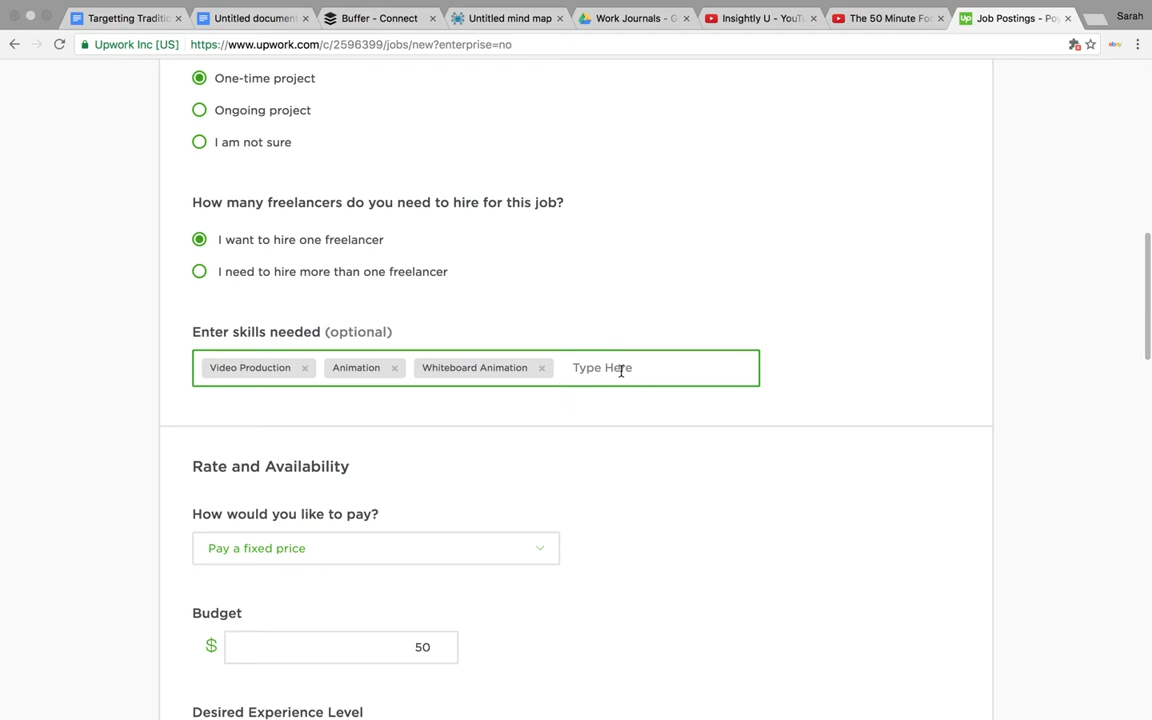 Targetting Traditic
Untitled documen
Buffer - Connect
Untitled mind map
Work Journals - G
Insightly U - YouTu
The 50 Minute Foc
Job Postings - Pos
Sarah
Upwork Inc [US]
https://www.upwork.com/c/2596399/jobs/new?enterprise=no
ebay
One-time project
Ongoing project
I am not sure
How many freelancers do you need to hire for this job?
I want to hire one freelancer
I need to hire more than one freelancer
Enter skills needed (optional)
Video Production × Animation × Whiteboard Animation × Type Here
Rate and Availability
How would you like to pay?
Pay a fixed price
Budget
$ 50
Desired Experience Level